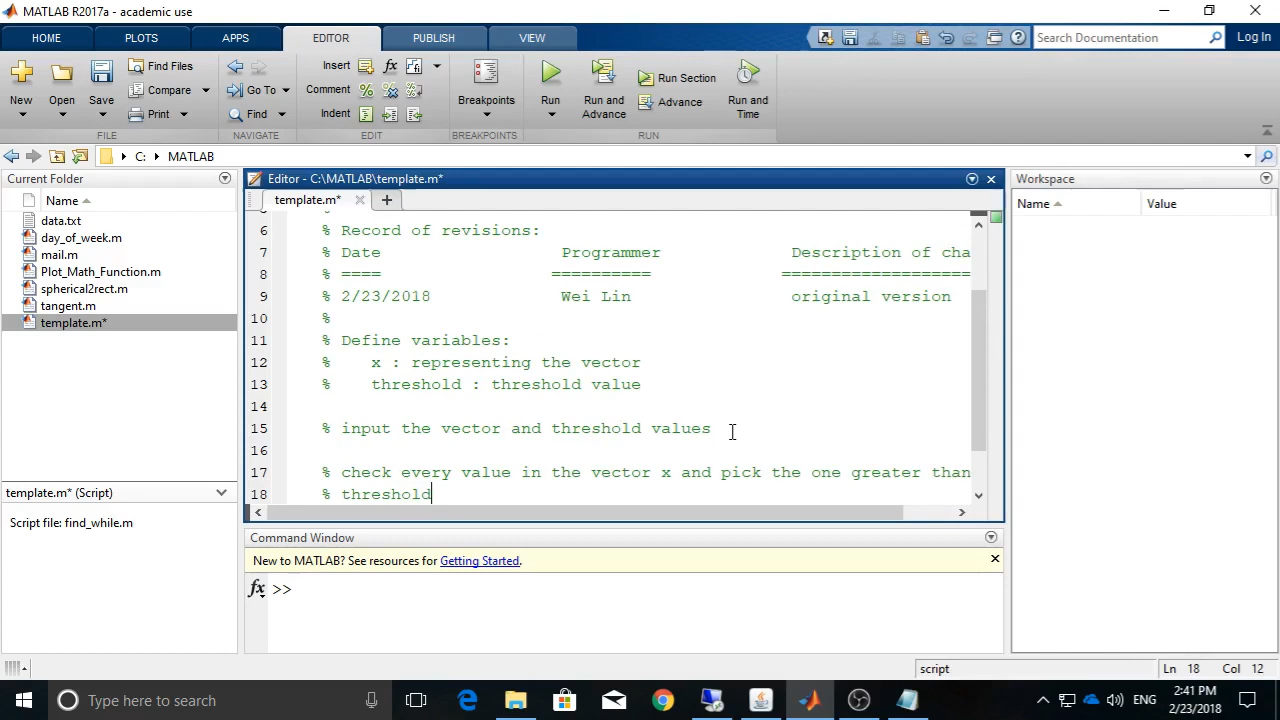 MATLAB R2017a - academic use
HOME PLOTS APPS EDITOR PUBLISH VIEW Search Documentation Log In
New Open Save Find Files Compare Print
Go To Find
Insert fx
Comment % %
Indent
Breakpoints Run Run and Advance Run Section Advance Run and Time
FILE NAVIGATE EDIT BREAKPOINTS RUN
C: MATLAB
Current Folder
Name
data.txt
day_of_week.m
mail.m
Plot_Math_Function.m
spherical2rect.m
tangent.m
template.m*
template.m* (Script)
Script file: find_while.m
Editor - C:\MATLAB\template.m*
template.m* +
6 % Record of revisions:
7 % Date Programmer Description of cha
8 % ==== ========== ===================
9 % 2/23/2018 Wei Lin original version
10 %
11 % Define variables:
12 % x : representing the vector
13 % threshold : threshold value
14
15 % input the vector and threshold values
16
17 % check every value in the vector x and pick the one greater than
18 % threshold
Command Window
New to MATLAB? See resources for Getting Started.
fx >>
Workspace
Name Value
script Ln 18 Col 12
Type here to search
ENG
2:41 PM
2/23/2018